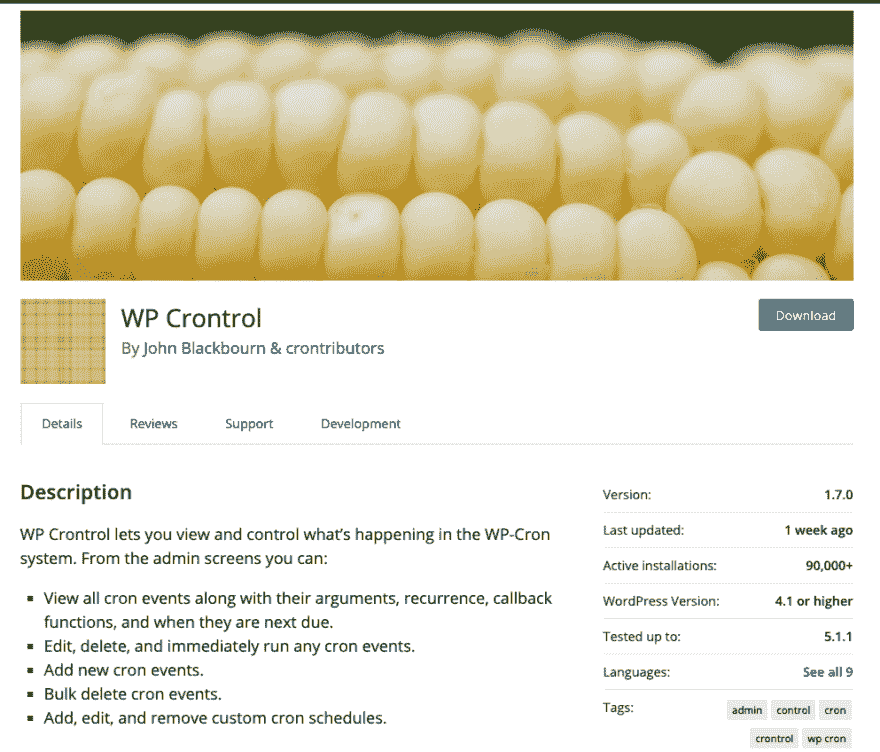 WP Crontrol
By John Blackbourn & crontributors
Download
Details
Reviews
Support
Development
Description
WP Crontrol lets you view and control what's happening in the WP-Cron
system. From the admin screens you can:
View all cron events along with their arguments, recurrence, callback
functions, and when they are next due.
Edit, delete, and immediately run any cron events.
Add new cron events.
Bulk delete cron events.
Add, edit, and remove custom cron schedules.
Version: 1.7.0
Last updated: 1 week ago
Active installations: 90,000+
WordPress Version: 4.1 or higher
Tested up to: 5.1.1
Languages: See all 9
Tags: admin control cron
crontrol wp cron